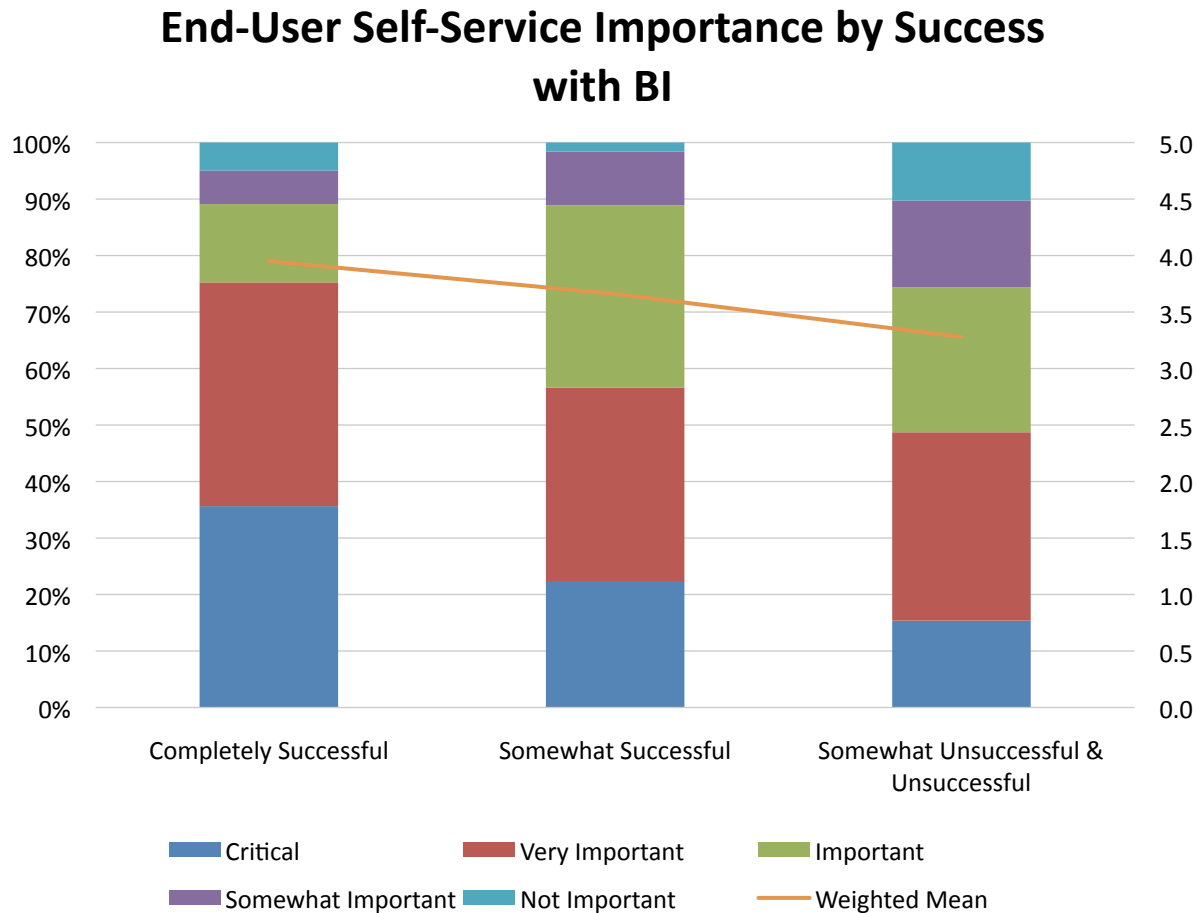 End-User Self-Service Importance by Success
with BI
100%
90%
80%
70%
60%
50%
40%
30%
20%
10%
0%
5.0
4.5
4.0
3.5
3.0
2.5
2.0
1.5
1.0
0.5
0.0
Completely Successful
Somewhat Successful
Somewhat Unsuccessful &
Unsuccessful
Critical
Very Important
Important
Somewhat Important
Not Important
Weighted Mean